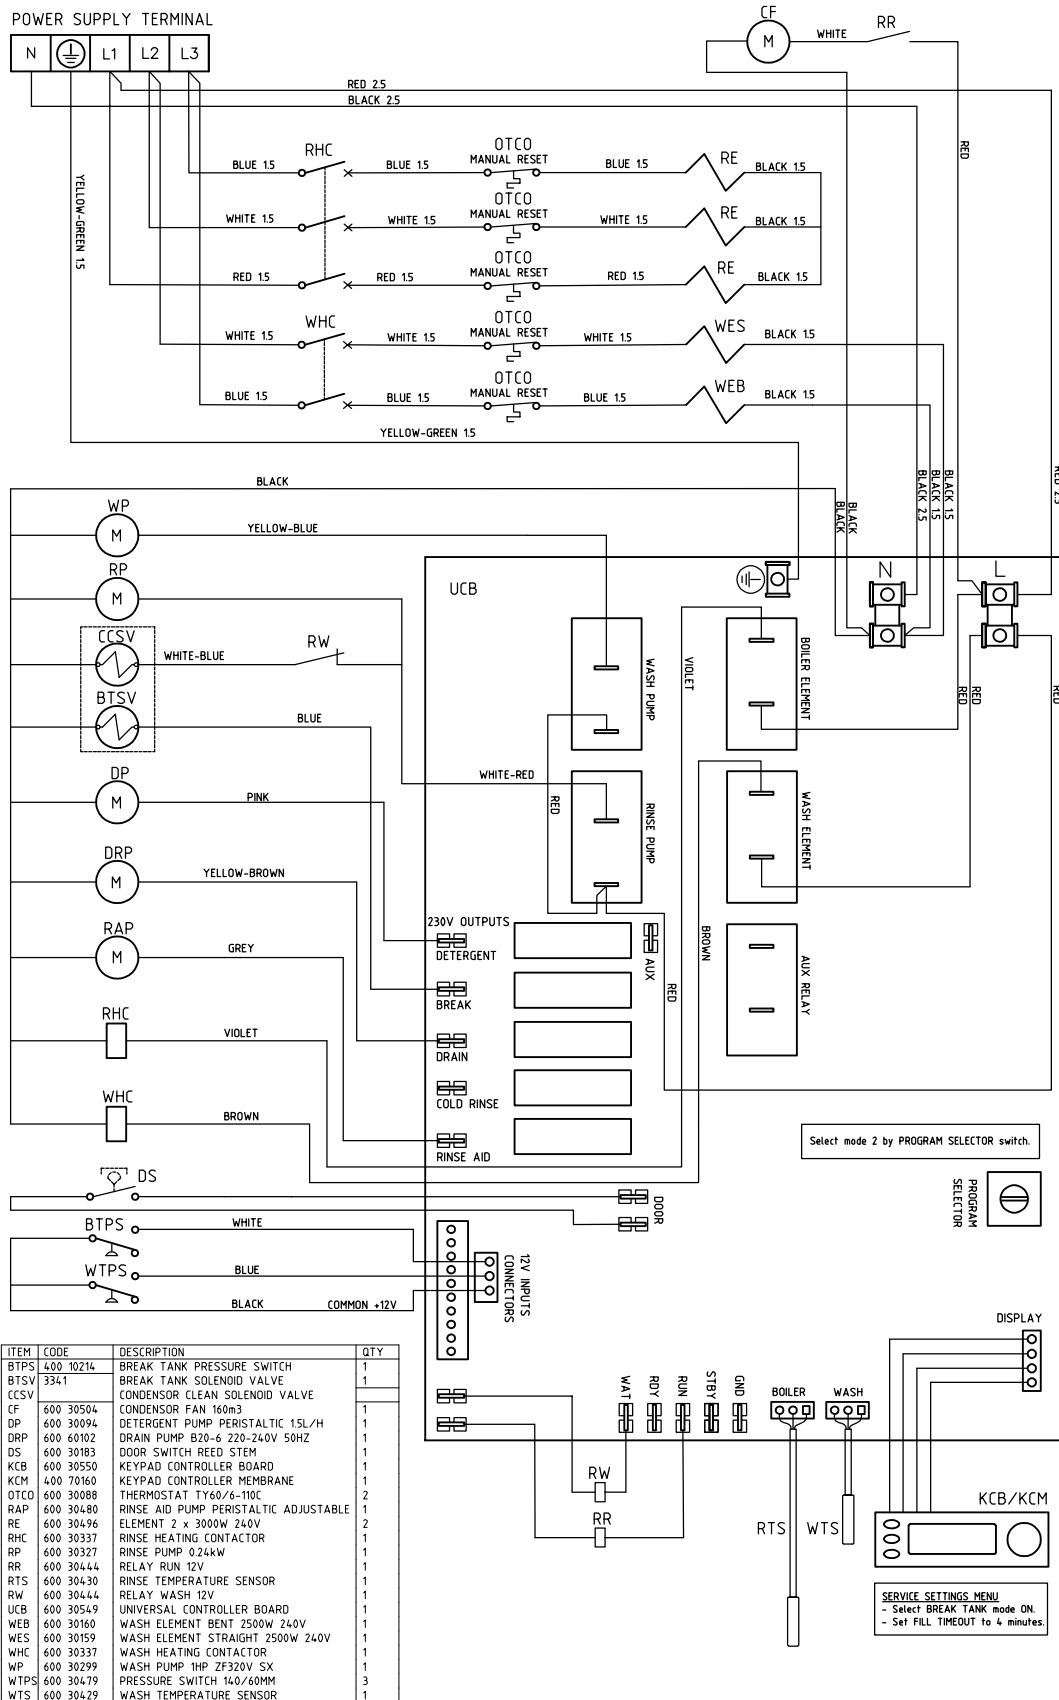 POWER SUPPLY TERMINAL
N L1 L2 L3
CF
M
WHITE
RR
RED 2.5
BLACK 2.5
RED
YELLOW-GREEN 1.5
RHC
BLUE 1.5
BLUE 1.5
OTCO
MANUAL RESET
BLUE 1.5
RE
BLACK 1.5
WHITE 1.5
WHITE 1.5
OTCO
MANUAL RESET
WHITE 1.5
RE
BLACK 1.5
RED 1.5
RED 1.5
OTCO
MANUAL RESET
RED 1.5
RE
BLACK 1.5
WHC
WHITE 1.5
WHITE 1.5
OTCO
MANUAL RESET
WHITE 1.5
WES
BLACK 1.5
BLUE 1.5
BLUE 1.5
OTCO
MANUAL RESET
BLUE 1.5
WEB
BLACK 1.5
YELLOW-GREEN 1.5
BLACK
BLACK
BLACK
BLACK 2.5
BLACK 1.5
BLACK 1.5
RED 2.5
WP
M
YELLOW-BLUE
RP
M
UCB
N
L
CCSV
WHITE-BLUE
RW
BTSV
BLUE
WASH PUMP
VIOLET
BOILER ELEMENT
RED
RED
RED
DP
M
PINK
WHITE-RED
RED
RINSE PUMP
WASH ELEMENT
DRP
M
YELLOW-BROWN
230V OUTPUTS
DETERGENT
AUX
BROWN
RED
AUX RELAY
RAP
M
GREY
BREAK
RHC
VIOLET
DRAIN
WHC
BROWN
COLD RINSE
RINSE AID
Select mode 2 by PROGRAM SELECTOR switch.
PROGRAM
SELECTOR
DS
DOOR
BTPS
WHITE
WTPS
BLUE
BLACK
COMMON +12V
12V INPUTS
CONNECTORS
DISPLAY
WAT
RDY
RUN
STBY
GND
BOILER
WASH
RW
RR
RTS
WTS
KCB/KCM
SERVICE SETTINGS MENU
- Select BREAK TANK mode ON.
- Set FILL TIMEOUT to 4 minutes.
ITEM CODE DESCRIPTION QTY
BTPS 400 10214 BREAK TANK PRESSURE SWITCH 1
BTSV 3341 BREAK TANK SOLENOID VALVE 1
CCSV CONDENSOR CLEAN SOLENOID VALVE
CF 600 30504 CONDENSOR FAN 160m3 1
DP 600 30094 DETERGENT PUMP PERISTALTIC 1.5L/H 1
DRP 600 60102 DRAIN PUMP B20-6 220-240V 50HZ 1
DS 600 30183 DOOR SWITCH REED STEM 1
KCB 600 30550 KEYPAD CONTROLLER BOARD 1
KCM 400 70160 KEYPAD CONTROLLER MEMBRANE 1
OTCO 600 30088 THERMOSTAT TY60/6-110C 2
RAP 600 30480 RINSE AID PUMP PERISTALTIC ADJUSTABLE 1
RE 600 30496 ELEMENT 2 x 3000W 240V 2
RHC 600 30337 RINSE HEATING CONTACTOR 1
RP 600 30327 RINSE PUMP 0.24kW 1
RR 600 30444 RELAY RUN 12V 1
RTS 600 30430 RINSE TEMPERATURE SENSOR 1
RW 600 30444 RELAY WASH 12V 1
UCB 600 30549 UNIVERSAL CONTROLLER BOARD 1
WEB 600 30160 WASH ELEMENT BENT 2500W 240V 1
WES 600 30159 WASH ELEMENT STRAIGHT 2500W 240V 1
WHC 600 30337 WASH HEATING CONTACTOR 1
WP 600 30299 WASH PUMP 1HP ZF320V SX 1
WTPS 600 30479 PRESSURE SWITCH 140/60MM 3
WTS 600 30429 WASH TEMPERATURE SENSOR 1